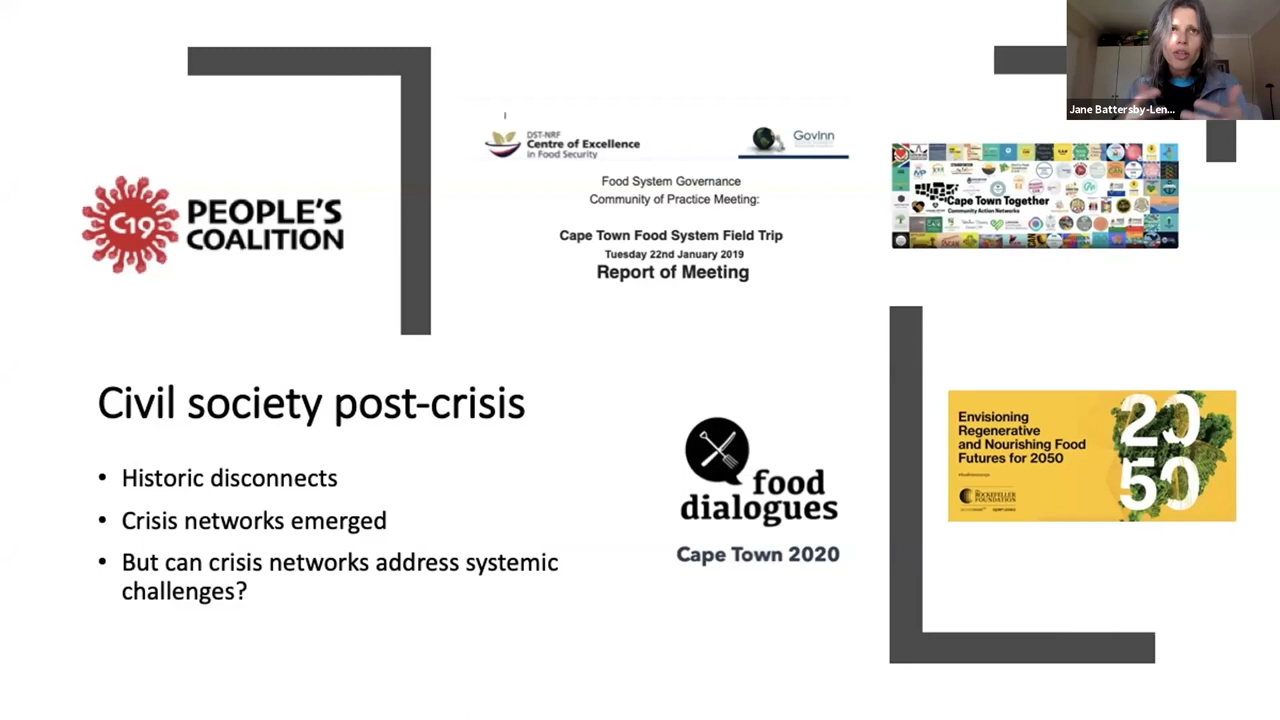 Jane Battersby-Len...
DST-NRF
Centre of Excellence
in Food Security
GovInn
Food System Governance
Community of Practice Meeting:
Cape Town Food System Field Trip
Tuesday 22nd January 2019
Report of Meeting
C19
PEOPLE'S
COALITION
Cape Town Together
Community Action Networks
Civil society post-crisis
• Historic disconnects
• Crisis networks emerged
• But can crisis networks address systemic
challenges?
food
dialogues
Cape Town 2020
Envisioning
Regenerative
and Nourishing Food
Futures for 2050
The
ROCKEFELLER
FOUNDATION
20
50